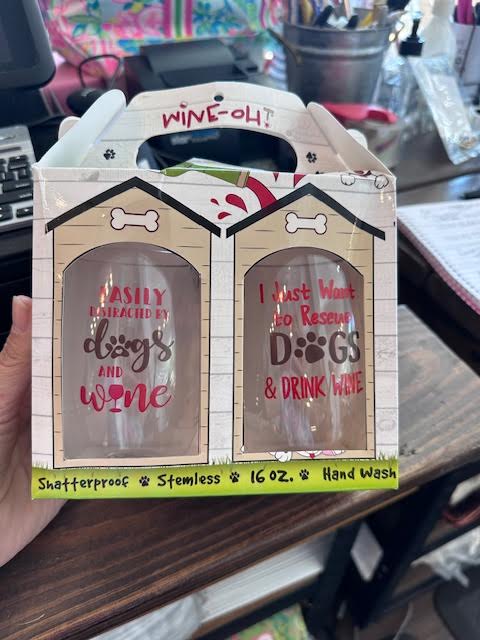 WiNE-OH!
EASILY
DISTRACTED BY
dogs
AND
wine
I Just Want
to Rescue
DOGS
& DRINK WINE
Shatterproof Stemless 16 oz. Hand Wash